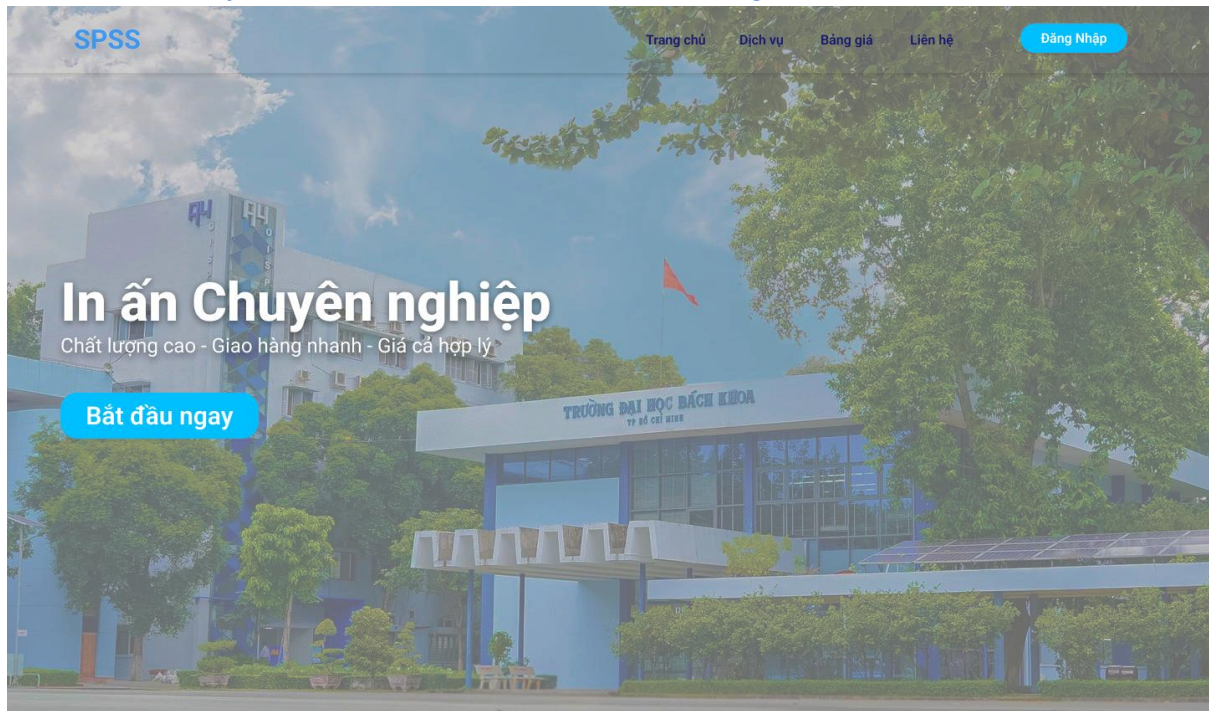 SPSS
Trang chủ Dịch vụ Bảng giá Liên hệ Đăng Nhập
In ấn Chuyên nghiệp
Chất lượng cao - Giao hàng nhanh - Giá cả hợp lý
Bắt đầu ngay
TRƯỜNG ĐẠI HỌC BÁCH KHOA
TP HỒ CHÍ MINH